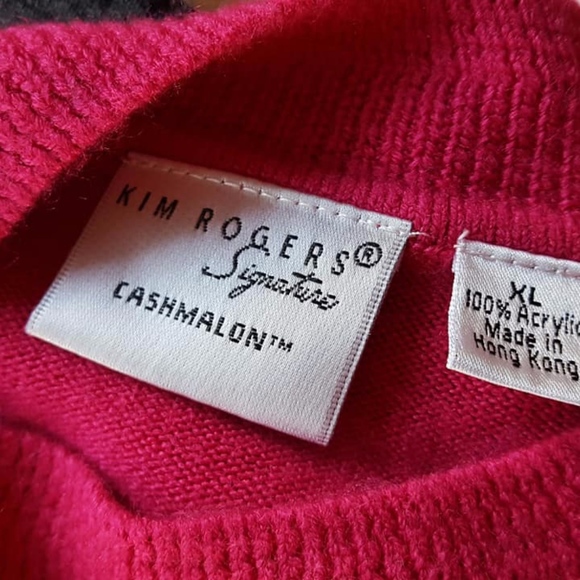 KIM ROGERS®
Signature
CASHMALON™
XL
100% Acrylic
Made in
Hong Kong